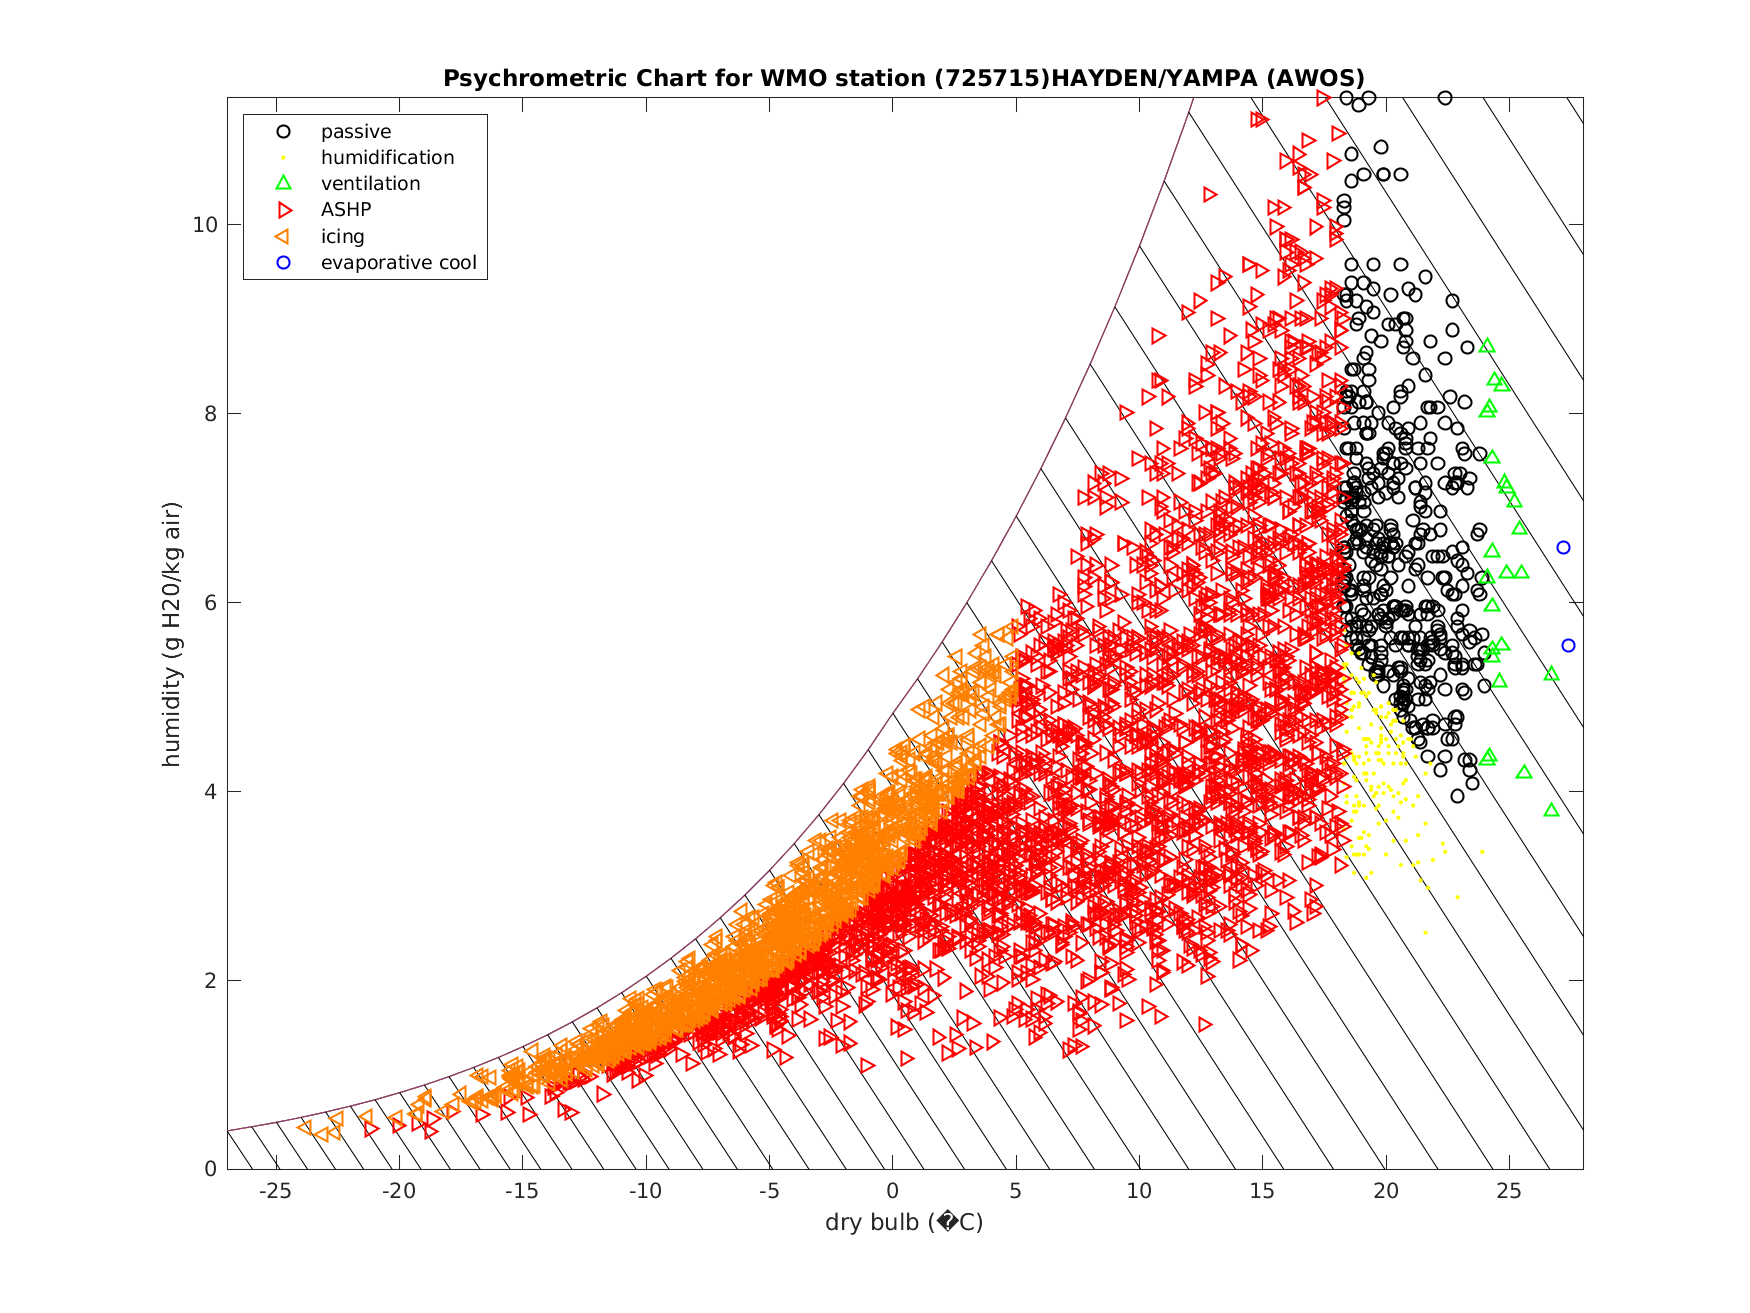 Psychrometric Chart for WMO station (725715)HAYDEN/YAMPA (AWOS)
passive
humidification
ventilation
ASHP
icing
evaporative cool
humidity (g H20/kg air)
10
8
6
4
2
0
-25 -20 -15 -10 -5 0 5 10 15 20 25
dry bulb (�C)